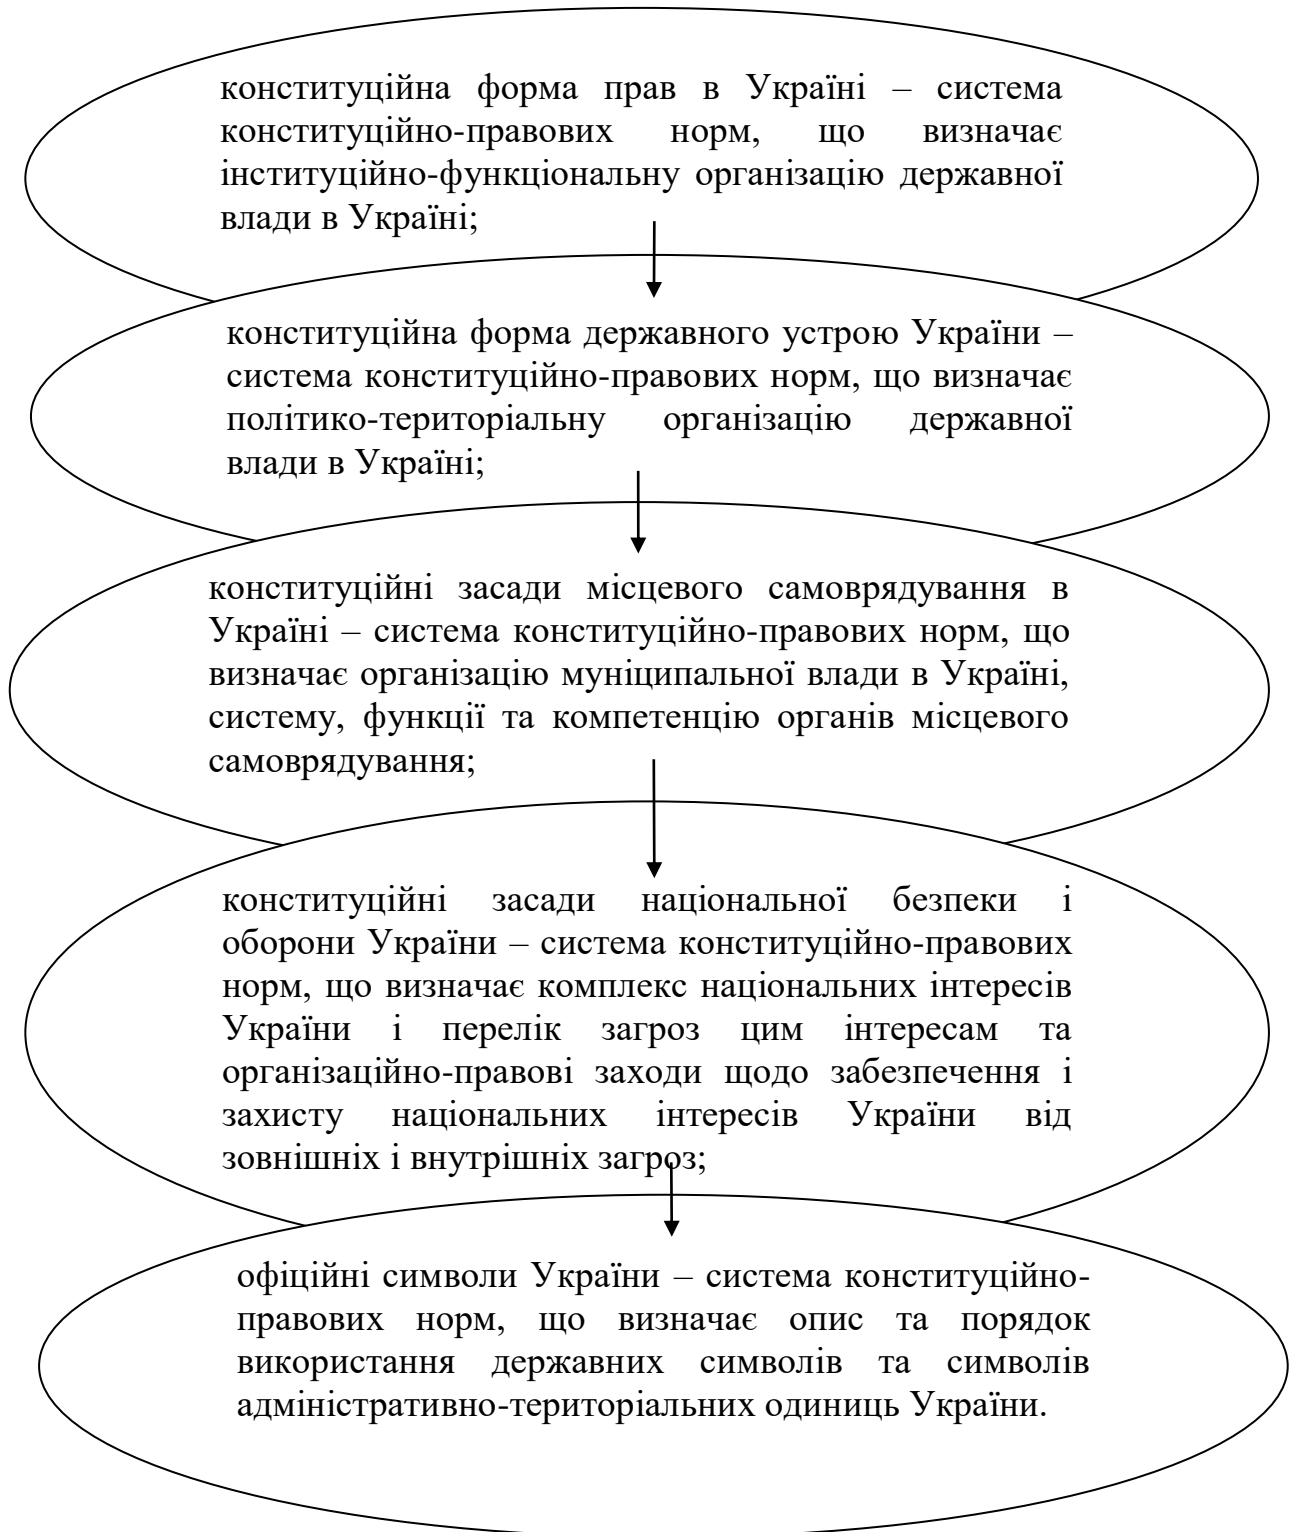 конституційна форма прав в Україні – система
конституційно-правових норм, що визначає
інституційно-функціональну організацію державної
влади в Україні;
конституційна форма державного устрою України –
система конституційно-правових норм, що визначає
політико-територіальну організацію державної
влади в Україні;
конституційні засади місцевого самоврядування в
Україні – система конституційно-правових норм, що
визначає організацію муніципальної влади в Україні,
систему, функції та компетенцію органів місцевого
самоврядування;
конституційні засади національної безпеки і
оборони України – система конституційно-правових
норм, що визначає комплекс національних інтересів
України і перелік загроз цим інтересам та
організаційно-правові заходи щодо забезпечення і
захисту національних інтересів України від
зовнішніх і внутрішніх загроз;
офіційні символи України – система конституційно-
правових норм, що визначає опис та порядок
використання державних символів та символів
адміністративно-територіальних одиниць України.